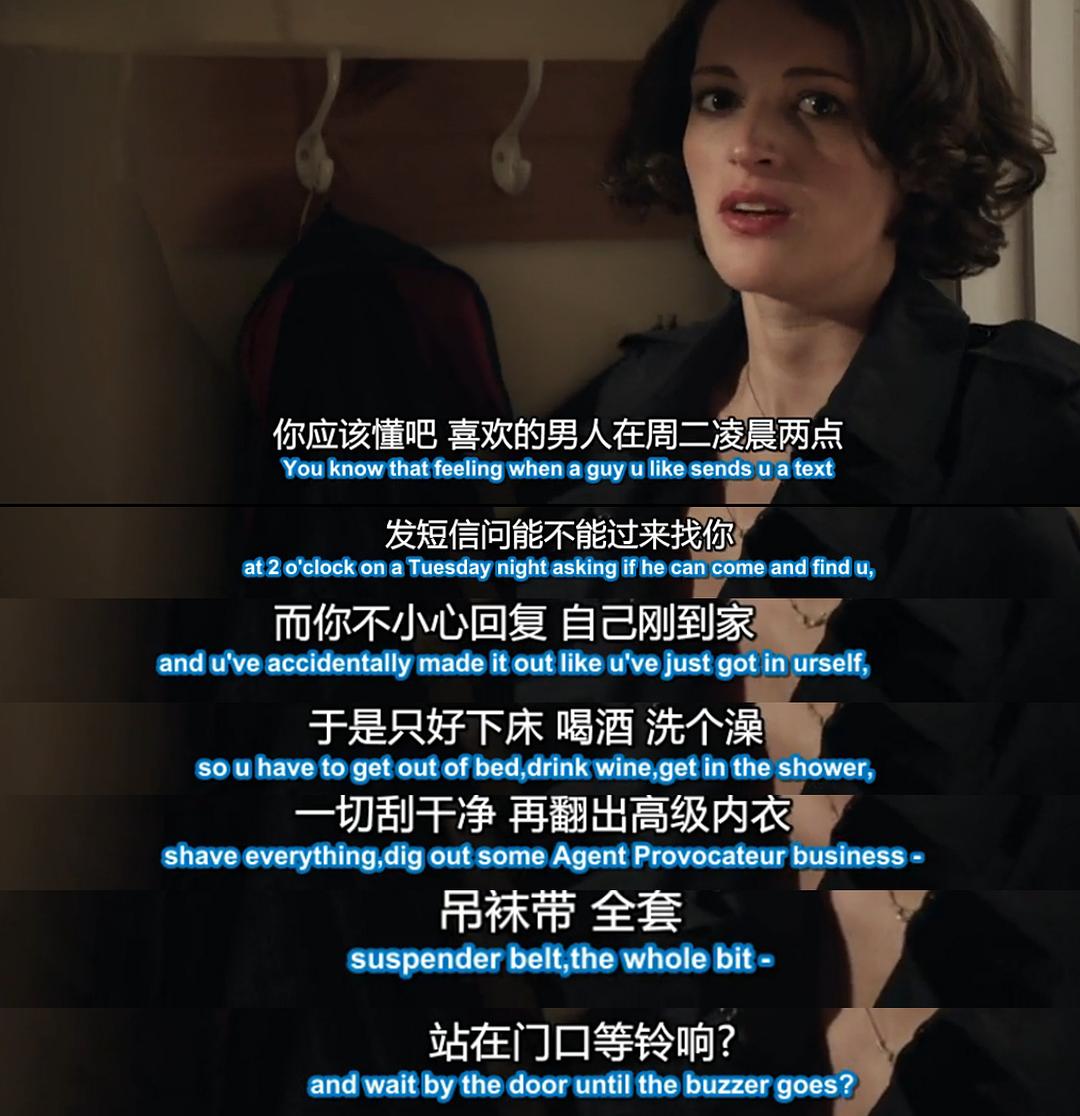 你应该懂吧 喜欢的男人在周二凌晨两点
You know that feeling when a guy u like sends u a text
发短信问能不能过来找你
at 2 o'clock on a Tuesday night asking if he can come and find u,
而你不小心回复 自己刚到家
and u've accidentally made it out like u've just got in urself,
于是只好下床 喝酒 洗个澡
so u have to get out of bed,drink wine,get in the shower,
一切刮干净 再翻出高级内衣
shave everything,dig out some Agent Provocateur business -
吊袜带 全套
suspender belt,the whole bit -
站在门口等铃响?
and wait by the door until the buzzer goes?